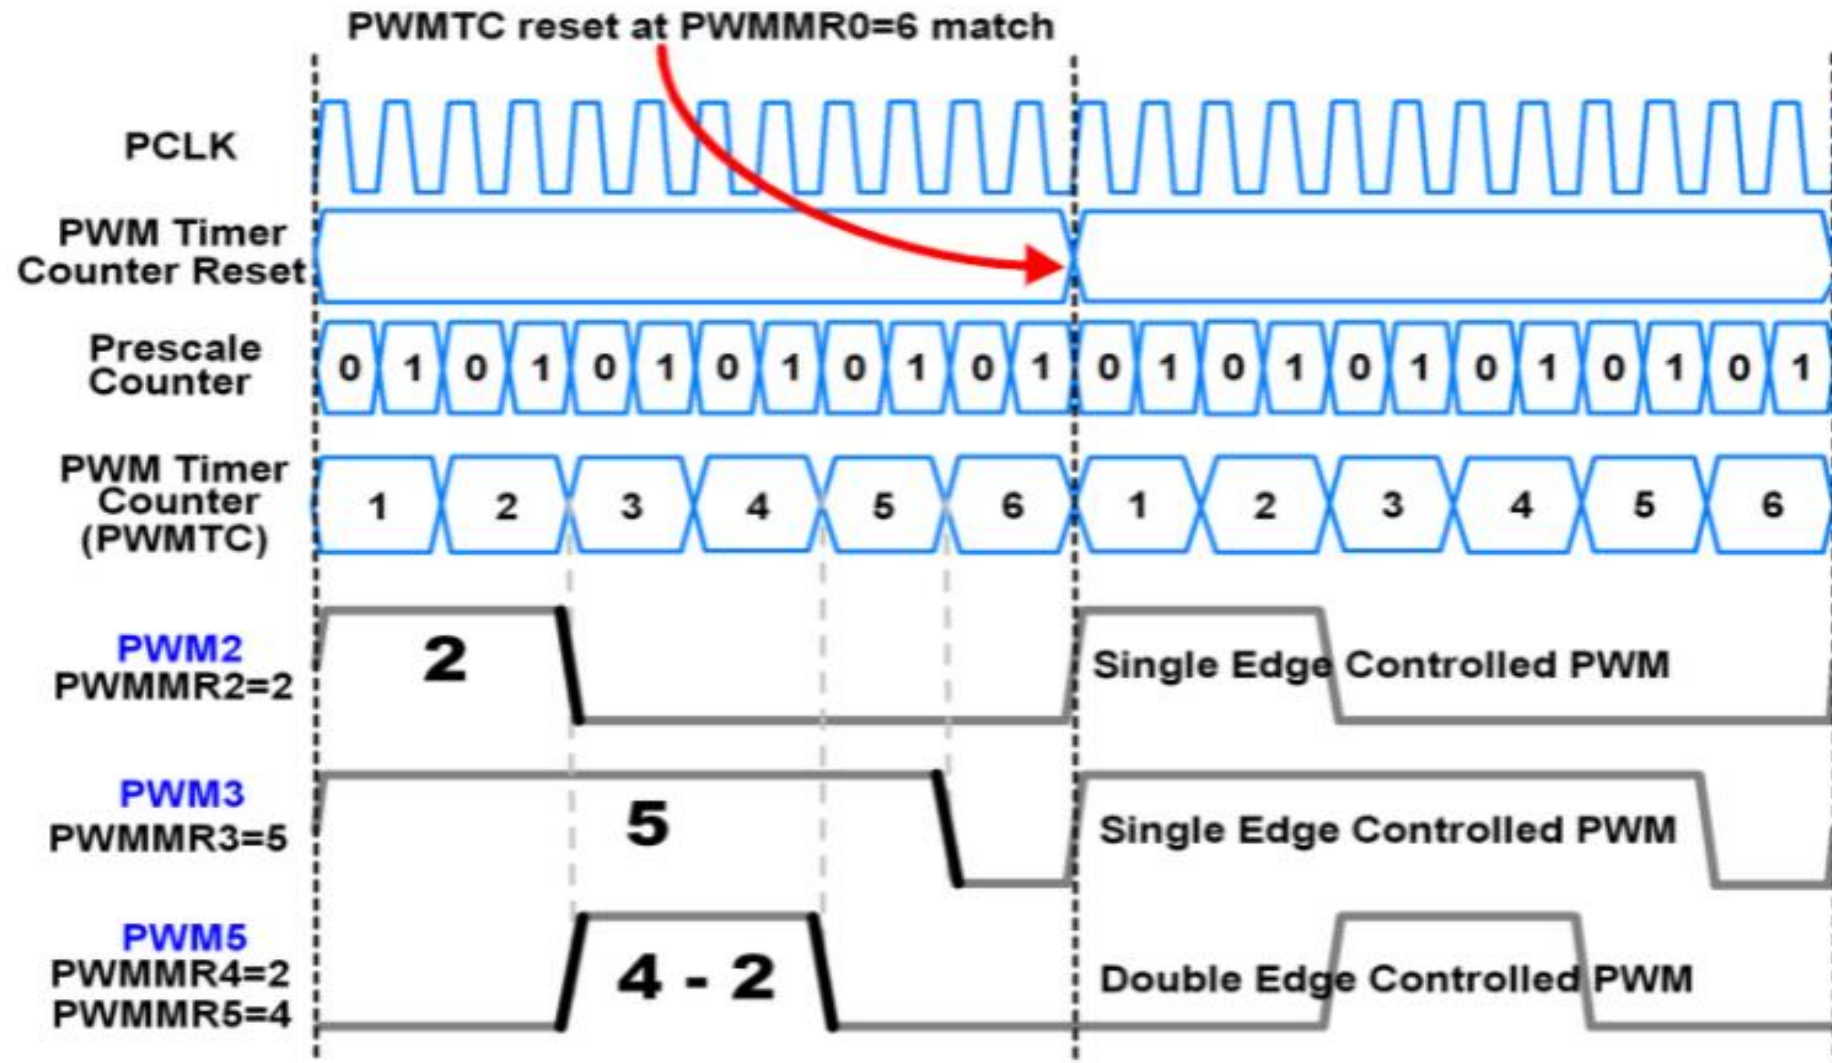 PWMTC reset at PWMMR0=6 match
PCLK
PWM Timer
Counter Reset
Prescale
Counter
0 1 0 1 0 1 0 1 0 1 0 1 0 1 0 1 0 1 0 1 0 1 0 1
PWM Timer
Counter
(PWMTC)
1 2 3 4 5 6 1 2 3 4 5 6
PWM2
PWMMR2=2
2
Single Edge Controlled PWM
PWM3
PWMMR3=5
5
Single Edge Controlled PWM
PWM5
PWMMR4=2
PWMMR5=4
4 - 2
Double Edge Controlled PWM